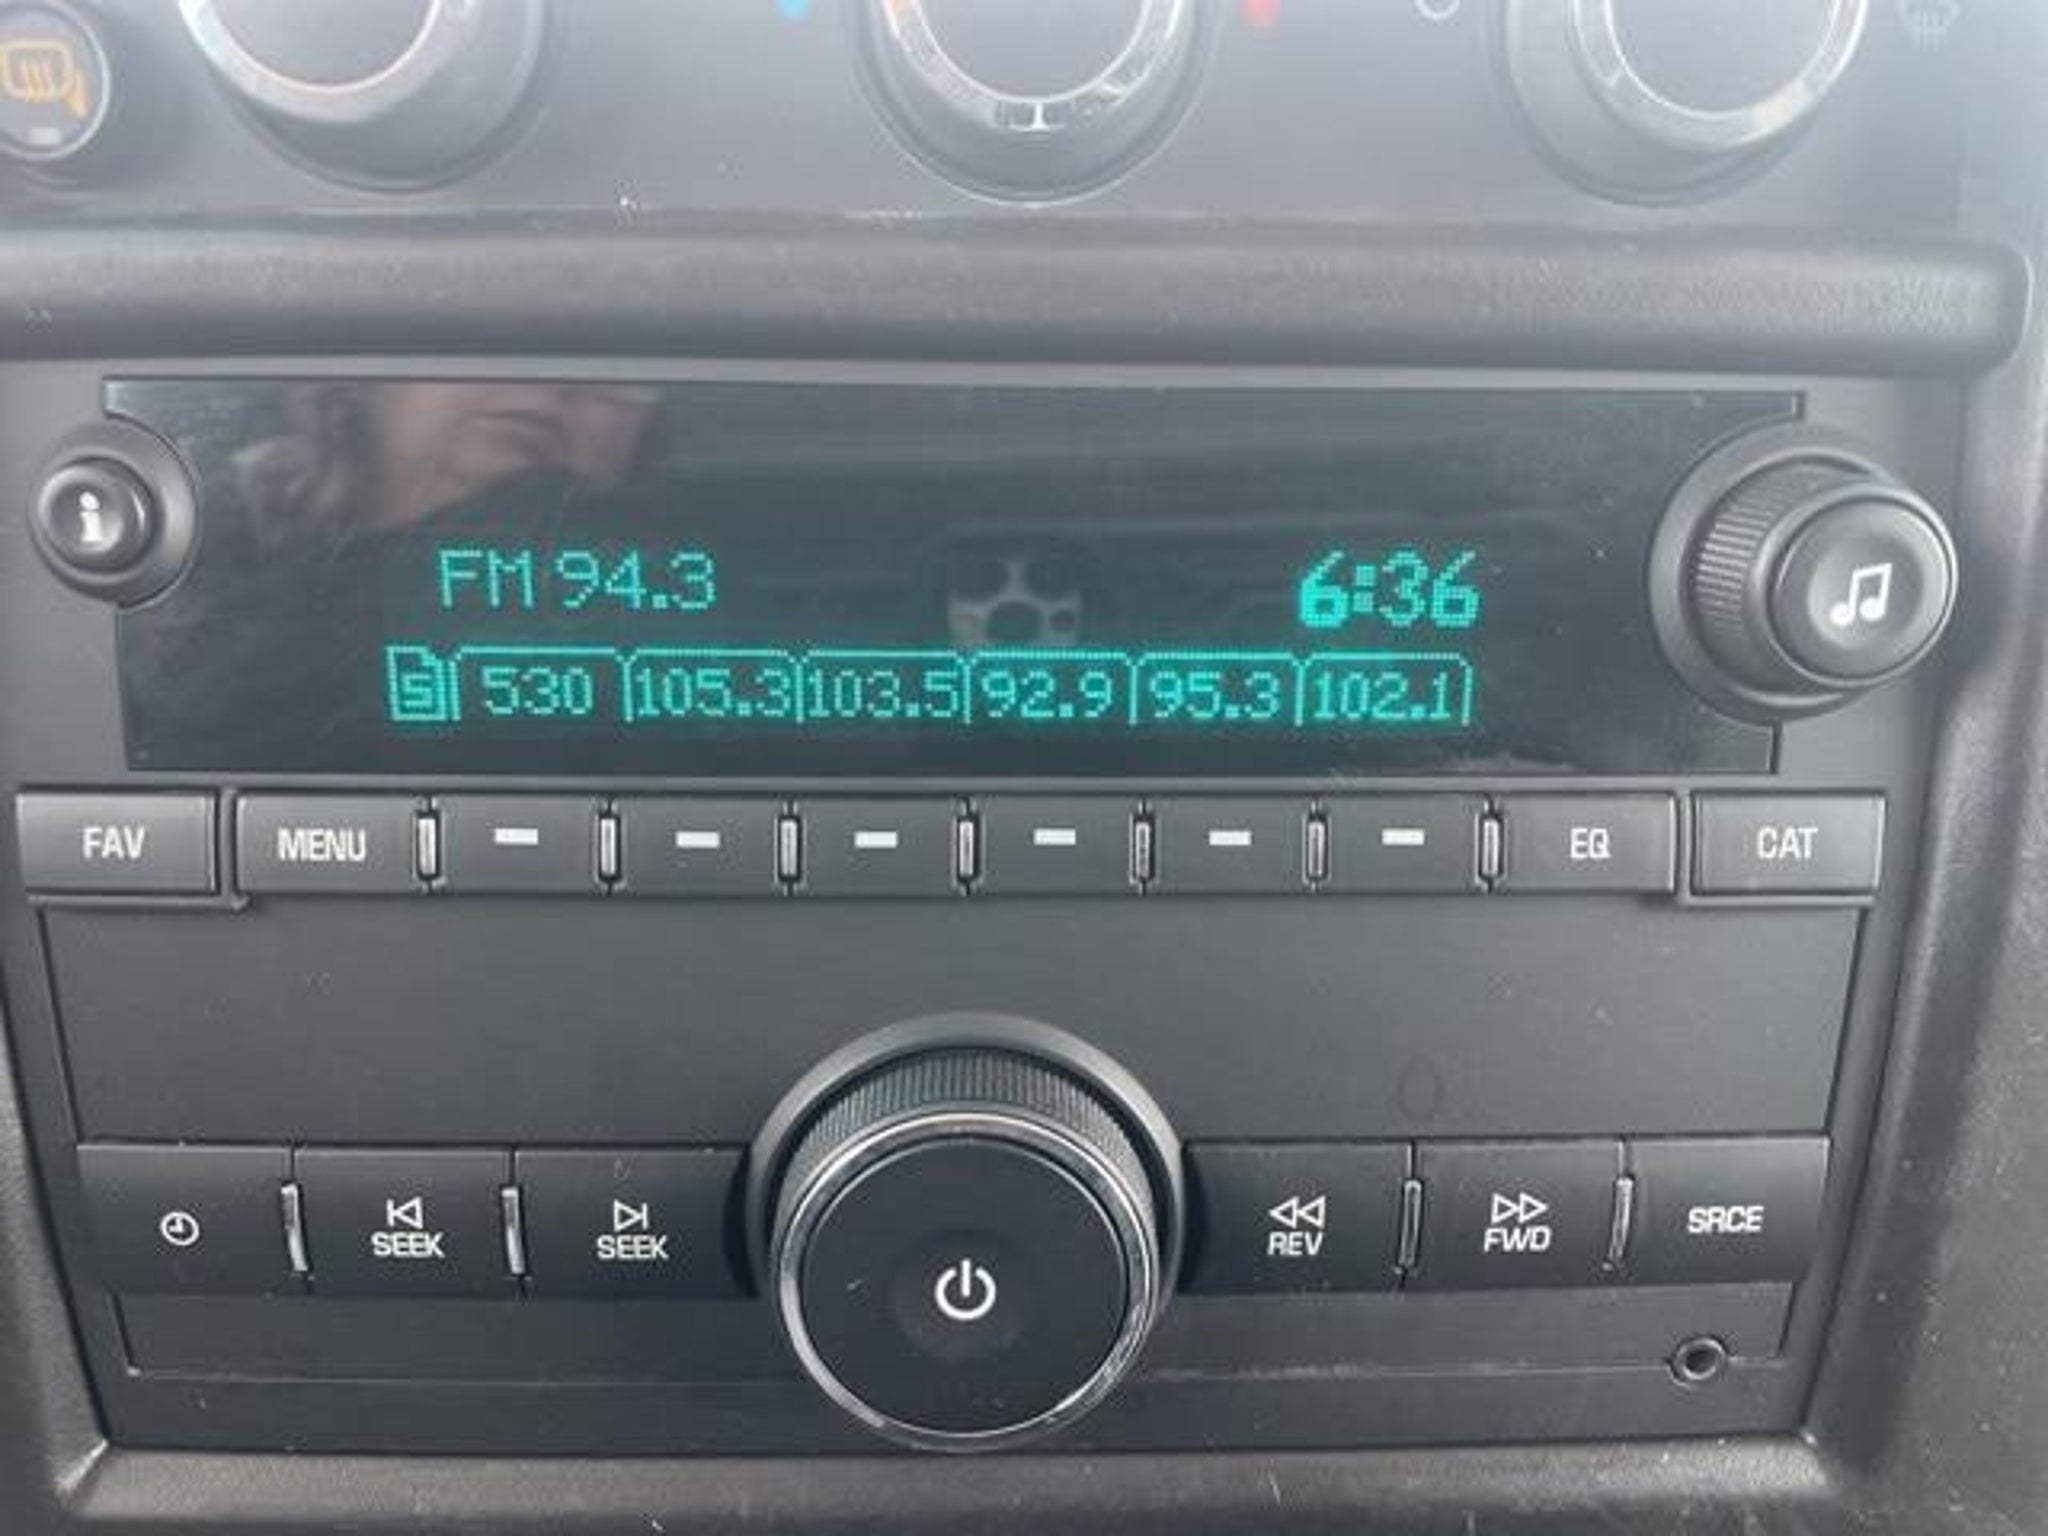 i
FM 94.3 6:36
5 530 105.3 103.5 92.9 95.3 102.1
FAV MENU EQ CAT
SEEK SEEK REV FWD SRCE